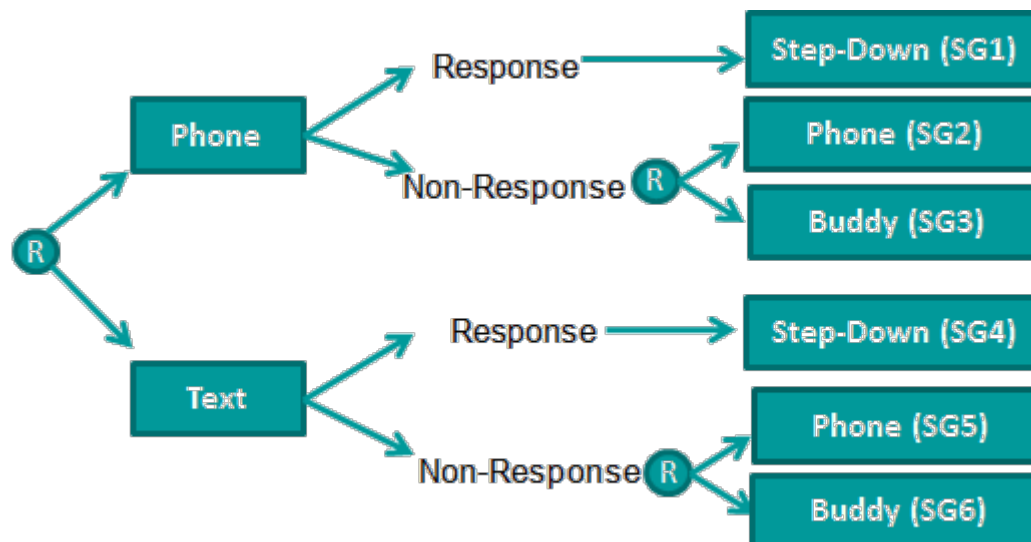 Response
Step-Down (SG1)
Phone
Non-Response
R
Phone (SG2)
Buddy (SG3)
R
Response
Step-Down (SG4)
Text
Non-Response
R
Phone (SG5)
Buddy (SG6)